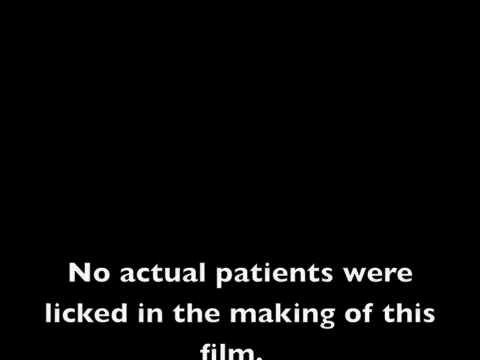 No actual patients were
licked in the making of this
film.